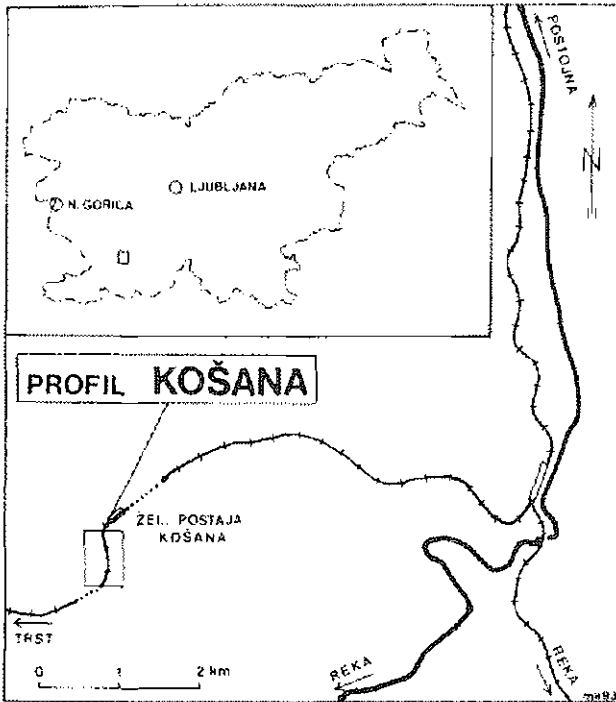 POSTOJNA
N
LJUBLJANA
N. GORICA
PROFIL KOŠANA
ŽEL. POSTAJA
KOŠANA
TRST
0 1 2 km
REKA
REKA